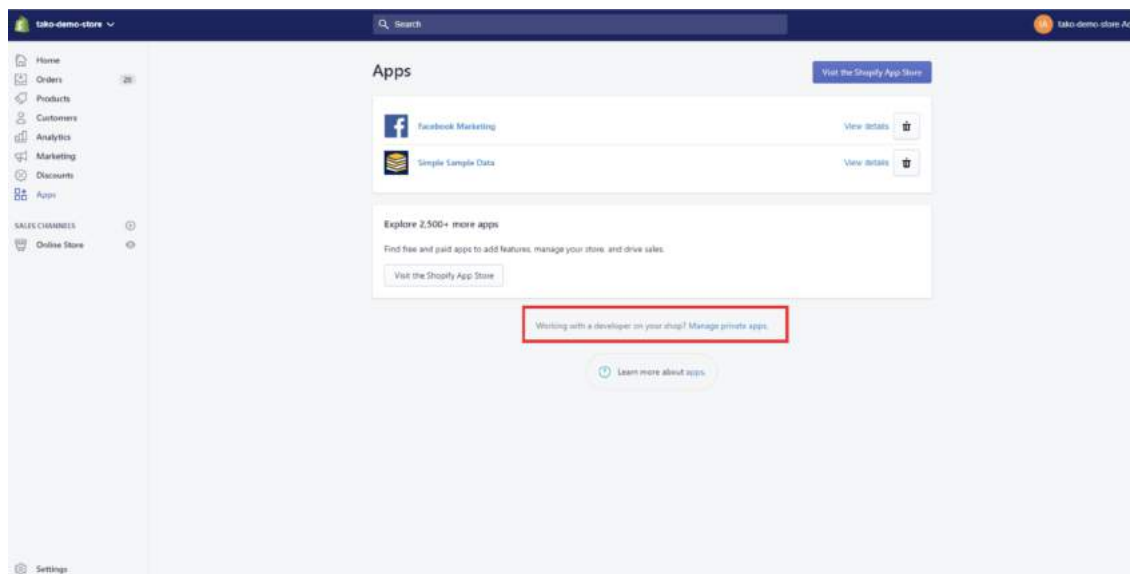 tako-demo-store
Search
tako-demo-store Ad
Home
Orders 20
Products
Customers
Analytics
Marketing
Discounts
Apps
SALES CHANNELS
Online Store
Settings
Apps
Visit the Shopify App Store
Facebook Marketing View details
Simple Sample Data View details
Explore 2,500+ more apps
Find free and paid apps to add features, manage your store, and drive sales.
Visit the Shopify App Store
Working with a developer on your shop? Manage private apps.
Learn more about apps.